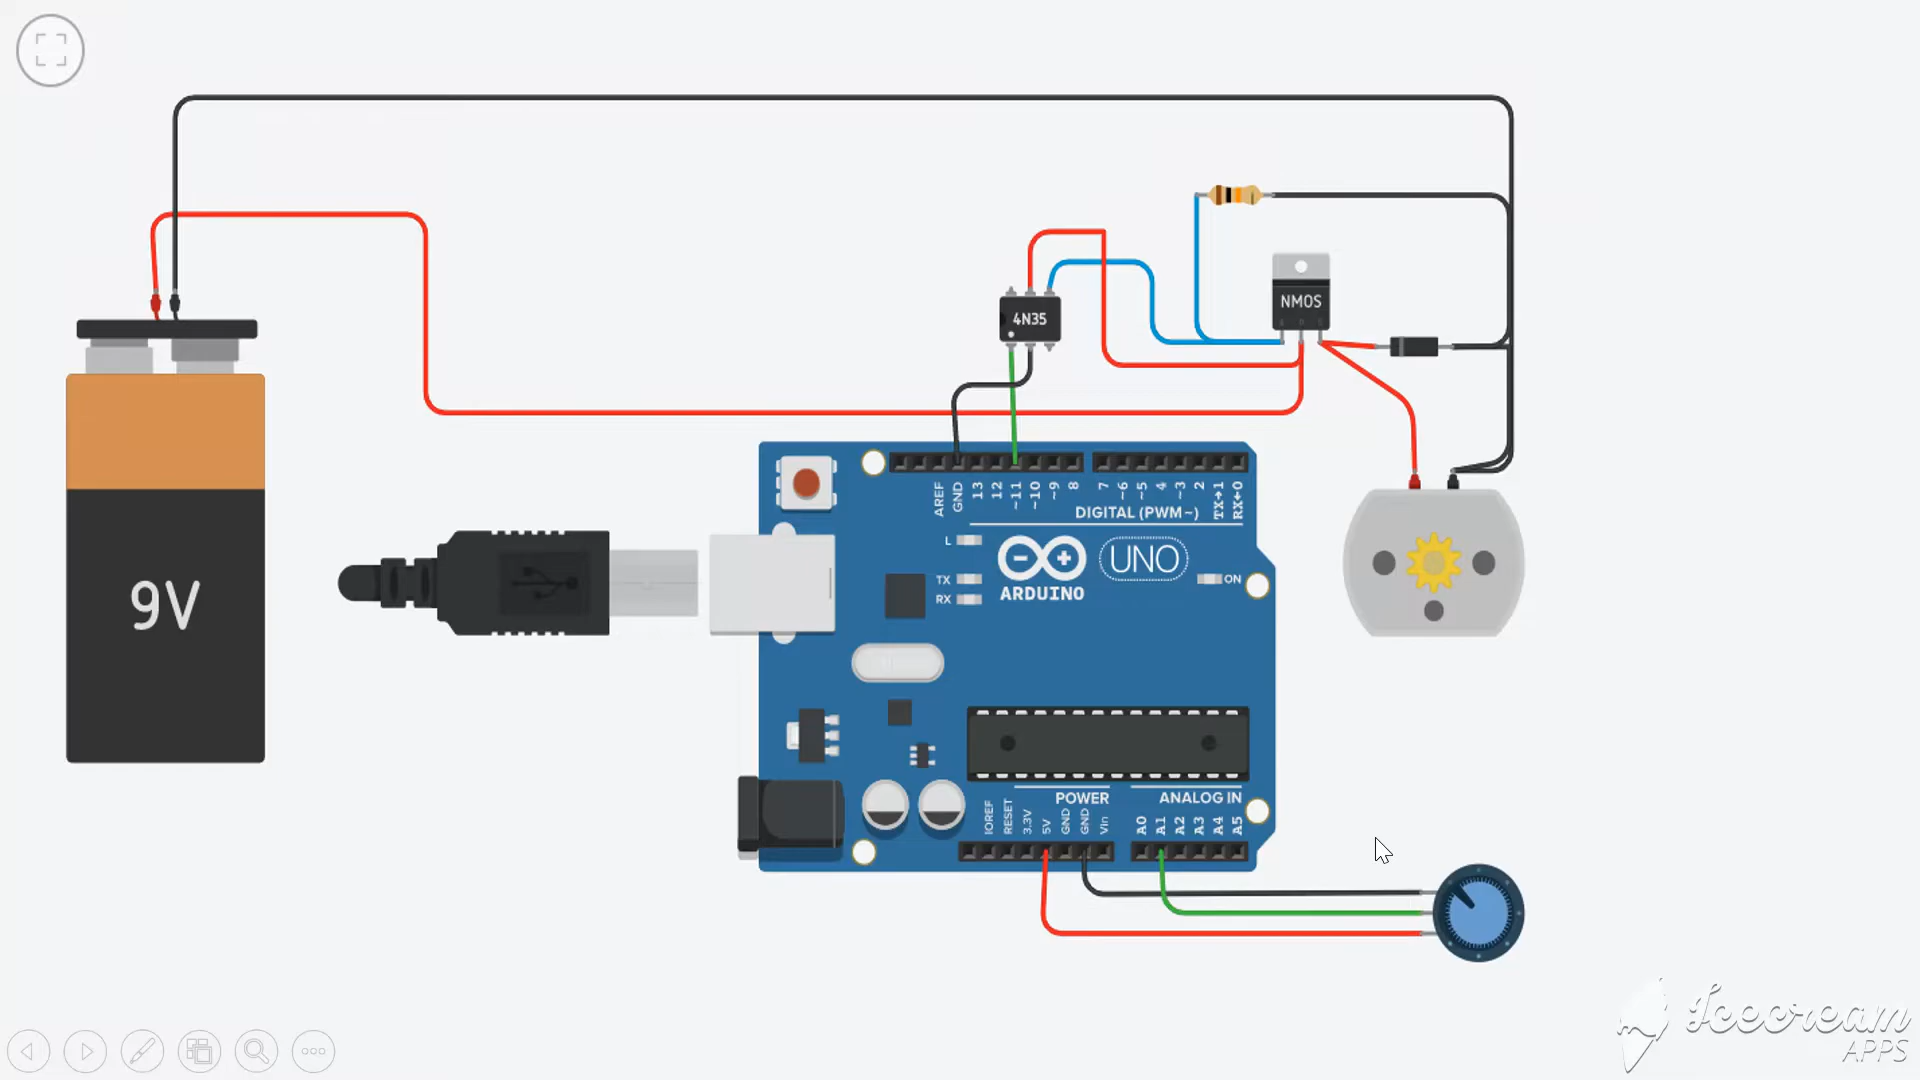 4N35
NMOS
9V
AREF
GND
13
12
~11
~10
~9
8
7
~6
~5
4
~3
2
TX→1
RX←0
DIGITAL (PWM~)
L
TX
RX
ARDUINO
UNO
ON
POWER
ANALOG IN
IOREF
RESET
3.3V
5V
GND
GND
Vin
A0
A1
A2
A3
A4
A5
Icecream
APPS